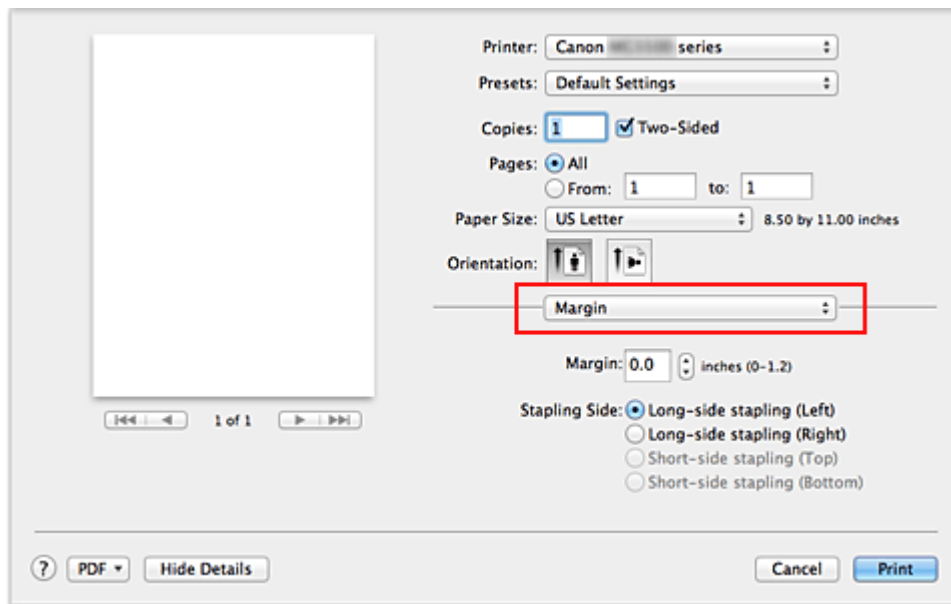 Printer: Canon series
Presets: Default Settings
Copies: 1 Two-Sided
Pages: All
From: 1 to: 1
Paper Size: US Letter 8.50 by 11.00 inches
Orientation:
Margin
Margin: 0.0 inches (0-1.2)
1 of 1
Stapling Side: Long-side stapling (Left)
Long-side stapling (Right)
Short-side stapling (Top)
Short-side stapling (Bottom)
? PDF Hide Details Cancel Print